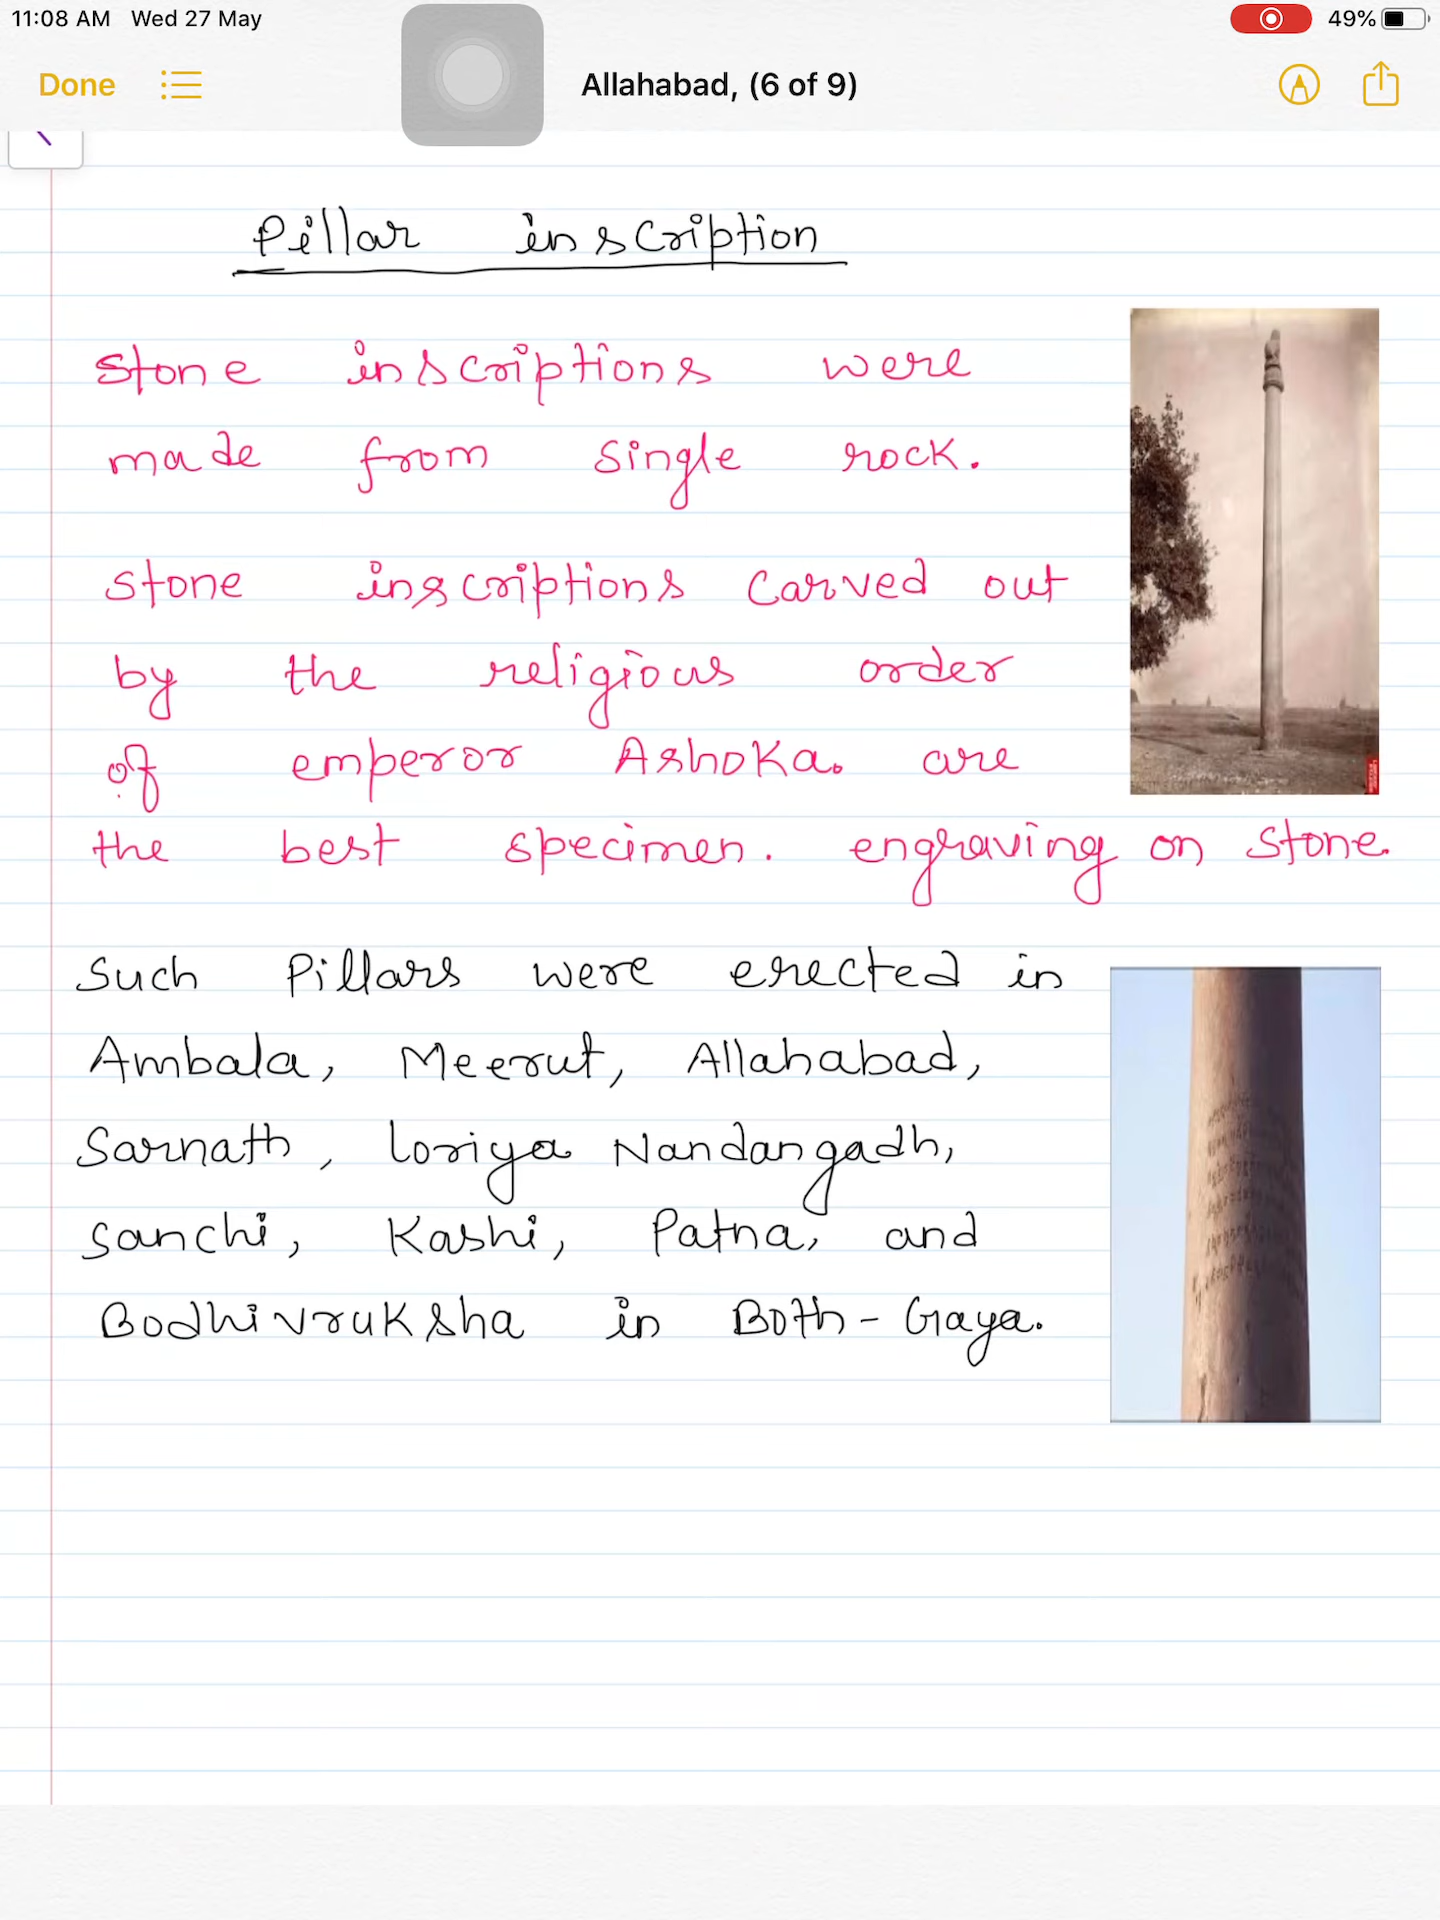 11:08 AM Wed 27 May
49%
Done
Allahabad, (6 of 9)
Pillar inscription
Stone inscriptions were
made from single rock.
Stone inscriptions carved out
by the religious order
of emperor Ashoka. are
the best specimen. engraving on stone.
Such Pillars were erected in
Ambala, Meerut, Allahabad,
Sarnath, loriya Nandangadh,
Sanchi, Kashi, Patna, and
Bodhivruksha in Both-Gaya.